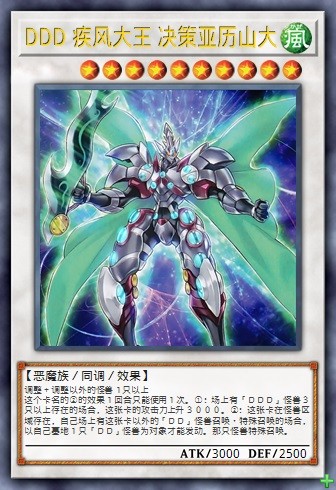 DDD 疾风大王 决策亚历山大
【恶魔族／同调／效果】
调整＋调整以外的怪兽１只以上
这个卡名的②的效果１回合只能使用１次。①：场上有「ＤＤＤ」怪兽３
只以上存在的场合，这张卡的攻击力上升３０００。②：这张卡在怪兽区
域存在，自己场上有这张卡以外的「ＤＤ」怪兽召唤・特殊召唤的场合，
以自己墓地１只「ＤＤ」怪兽为对象才能发动。那只怪兽特殊召唤。
ATK/3000 DEF/2500